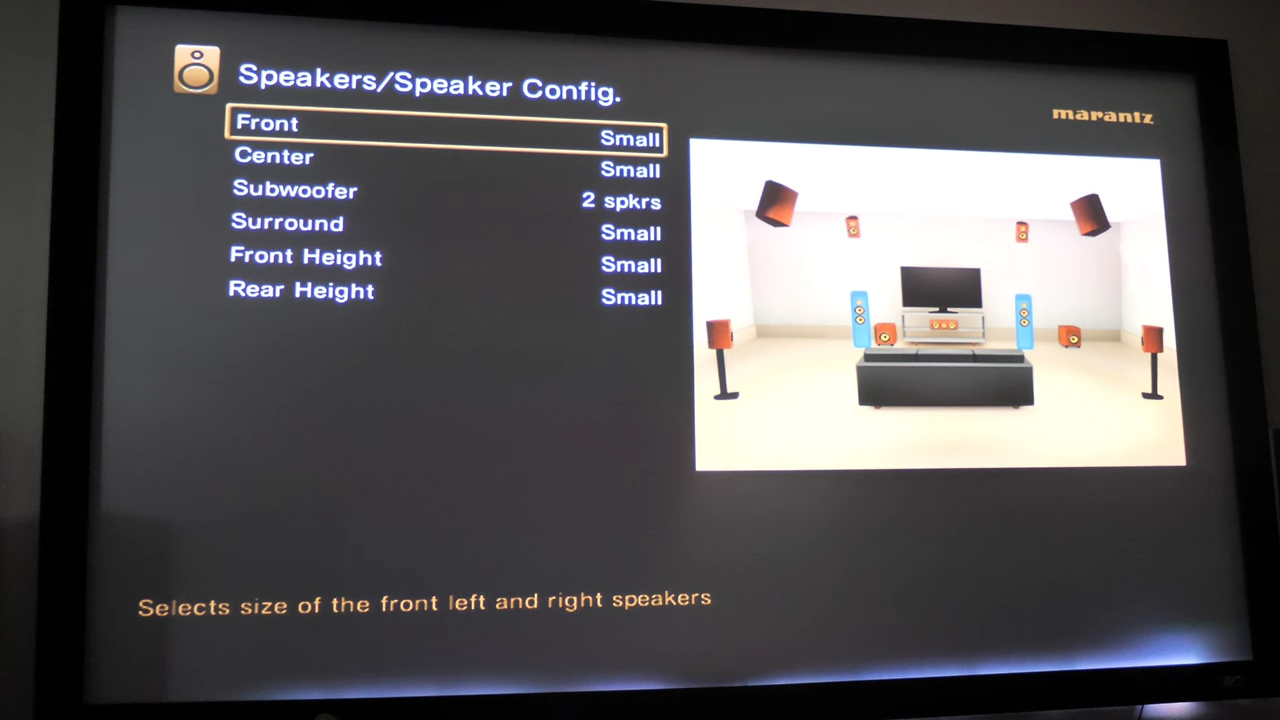 Speakers/Speaker Config.
marantz
Front Small
Center Small
Subwoofer 2 spkrs
Surround Small
Front Height Small
Rear Height Small
Selects size of the front left and right speakers